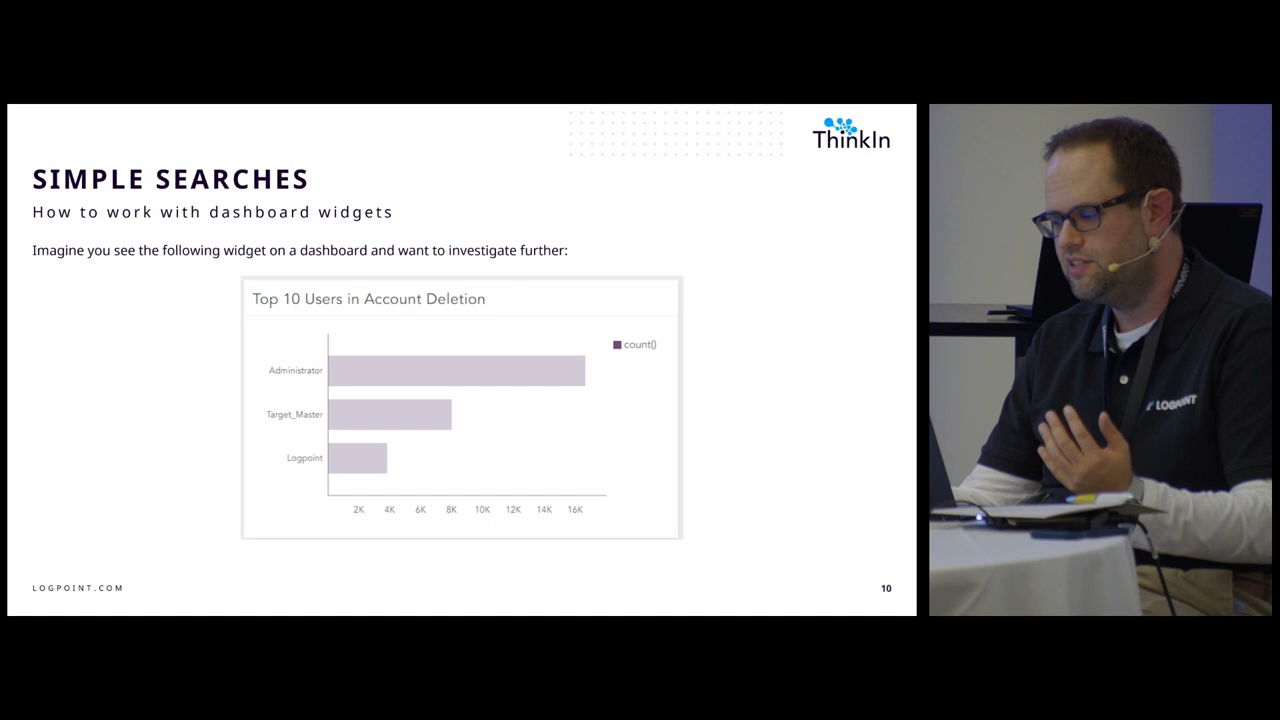 ThinkIn
SIMPLE SEARCHES
How to work with dashboard widgets
Imagine you see the following widget on a dashboard and want to investigate further:
Top 10 Users in Account Deletion
count()
Administrator
Target_Master
Logpoint
2K 4K 6K 8K 10K 12K 14K 16K
LOGPOINT.COM
10
LOGPOINT